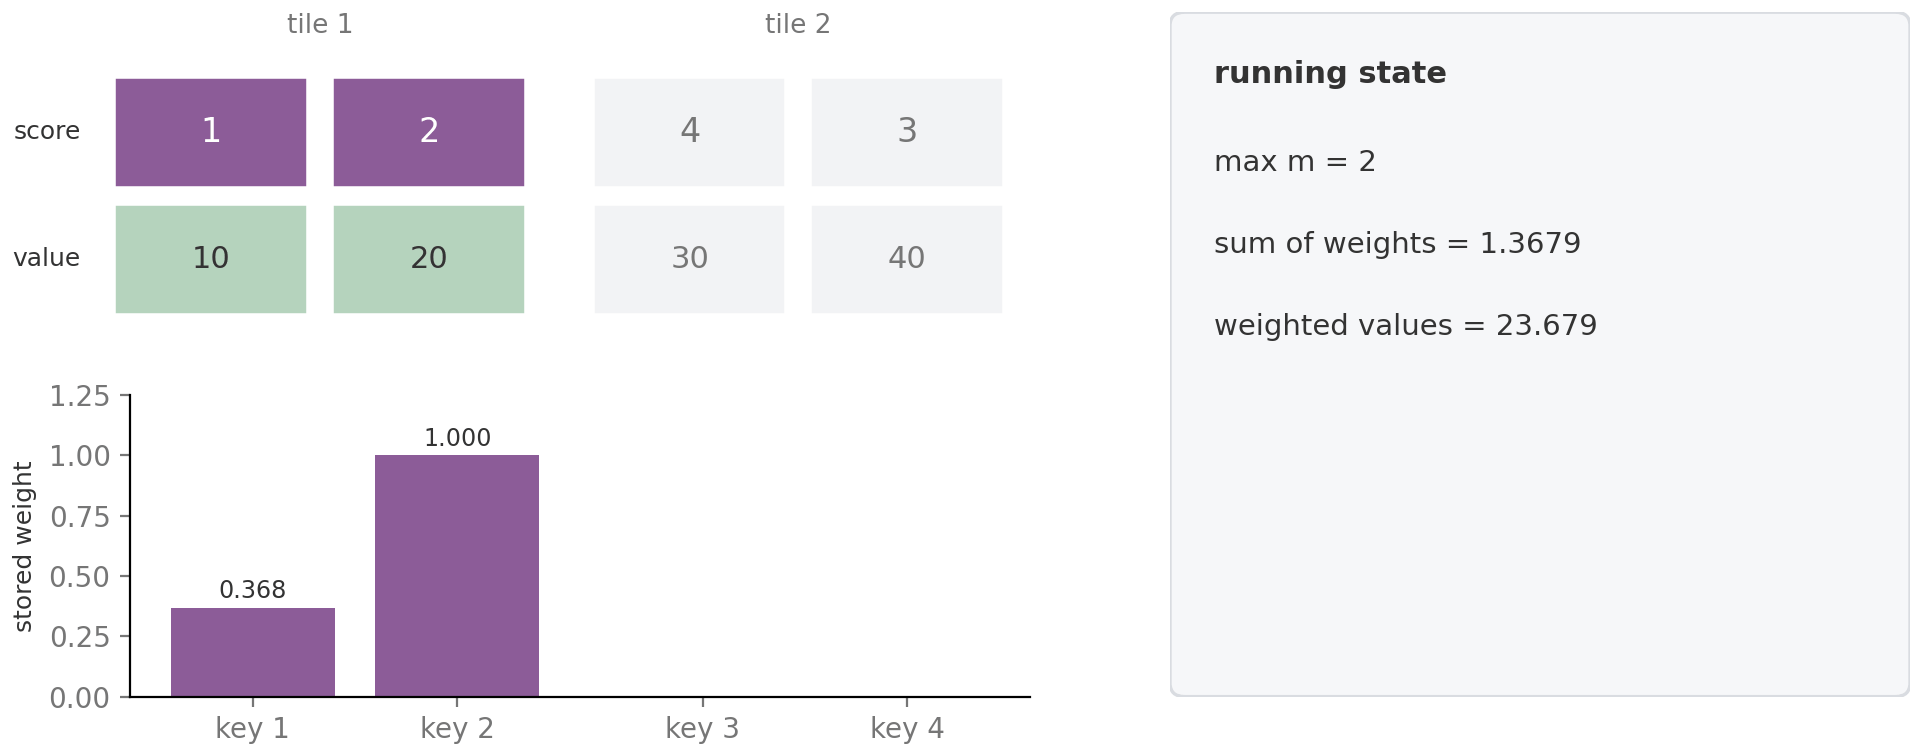 tile 1
tile 2
score
1
2
4
3
value
10
20
30
40
running state
max m = 2
sum of weights = 1.3679
weighted values = 23.679
stored weight
1.25
1.00
0.75
0.50
0.25
0.00
0.368
1.000
key 1
key 2
key 3
key 4